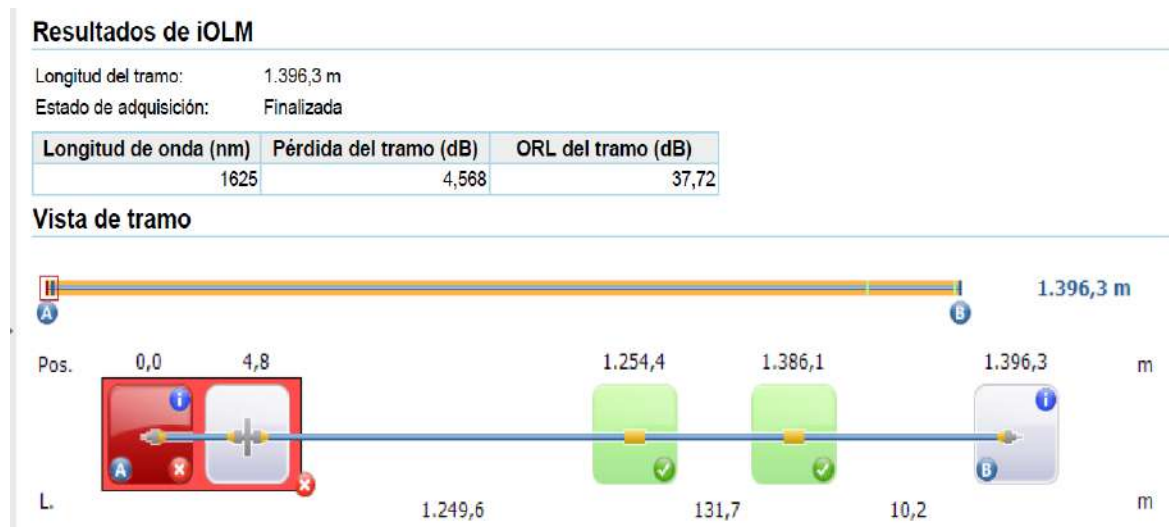 Resultados de iOLM
Longitud del tramo: 1.396,3 m
Estado de adquisición: Finalizada
Longitud de onda (nm) Pérdida del tramo (dB) ORL del tramo (dB)
1625 4,568 37,72
Vista de tramo
1.396,3 m
A B
Pos. 0,0 4,8 1.254,4 1.386,1 1.396,3 m
i i
A B
L. 1.249,6 131,7 10,2 m